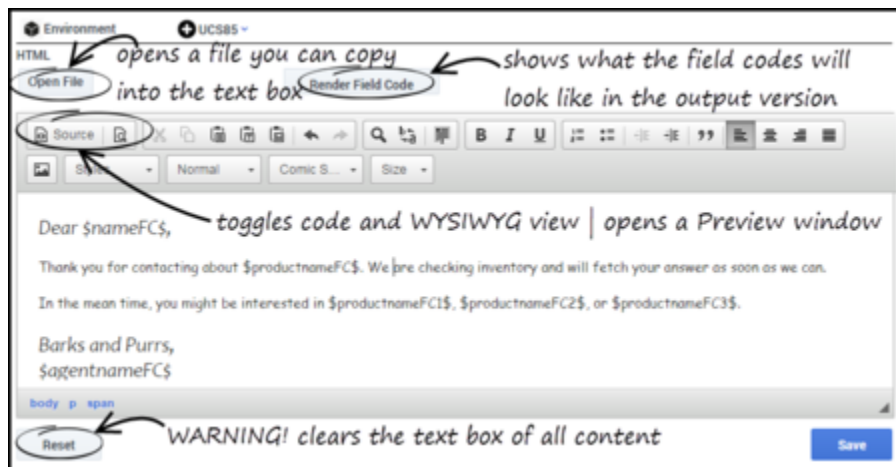 Environment UCS85
HTML
opens a file you can copy
into the text box
Open File
Render Field Code
shows what the field codes will
look like in the output version
Source
B I U
Normal Comic S... Size
toggles code and WYSIWYG view | opens a Preview window
Dear $nameFC$,
Thank you for contacting about $productnameFC$. We are checking inventory and will fetch your answer as soon as we can.
In the mean time, you might be interested in $productnameFC1$, $productnameFC2$, or $productnameFC3$.
Barks and Purrs,
$agentnameFC$
body p span
Reset
WARNING! clears the text box of all content
Save